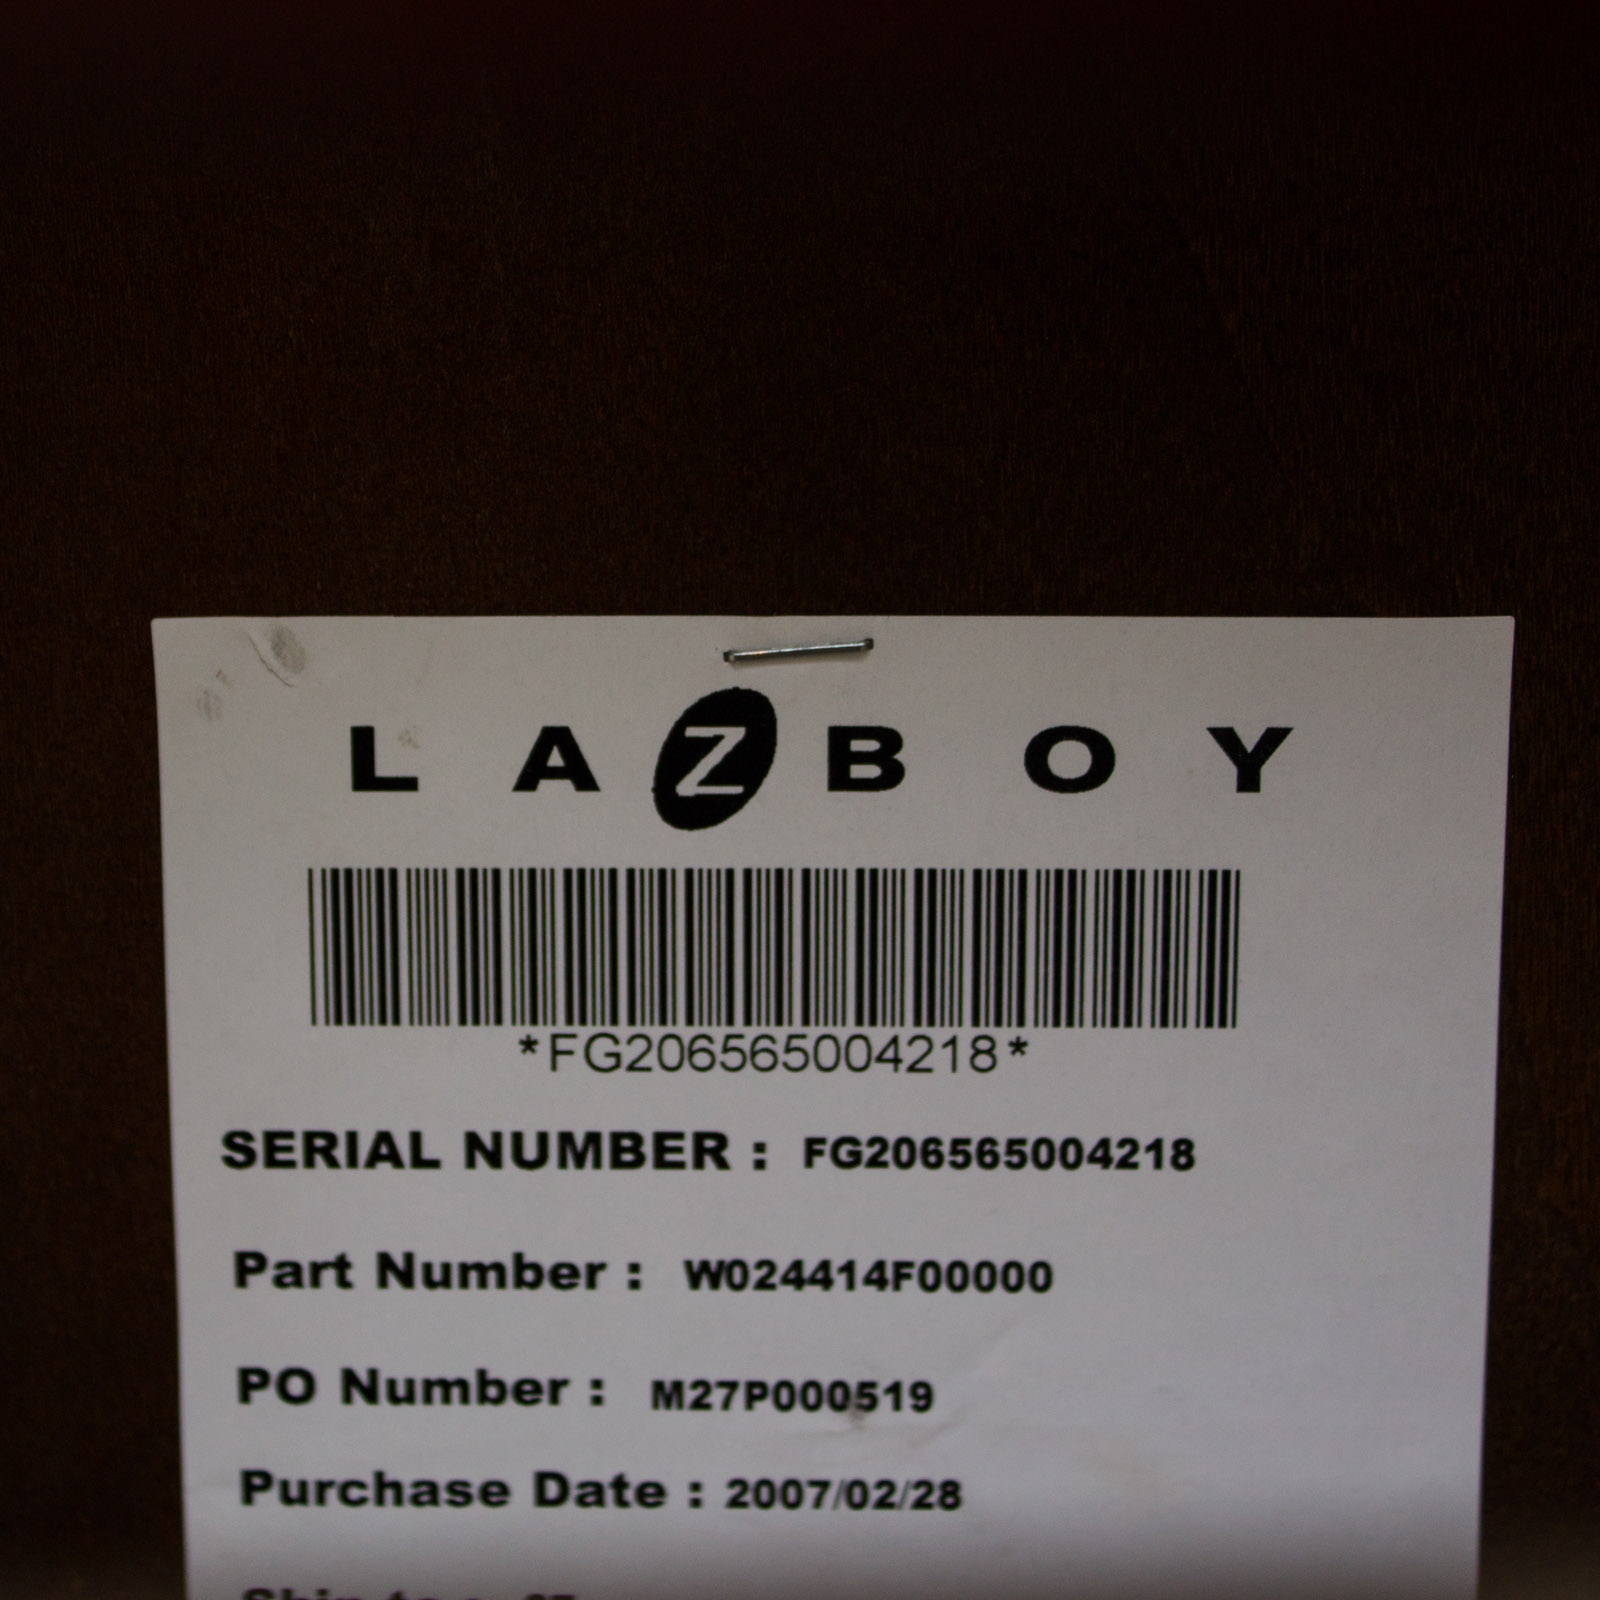 LAZBOY
*FG206565004218*
SERIAL NUMBER : FG206565004218
Part Number : W024414F00000
PO Number : M27P000519
Purchase Date : 2007/02/28